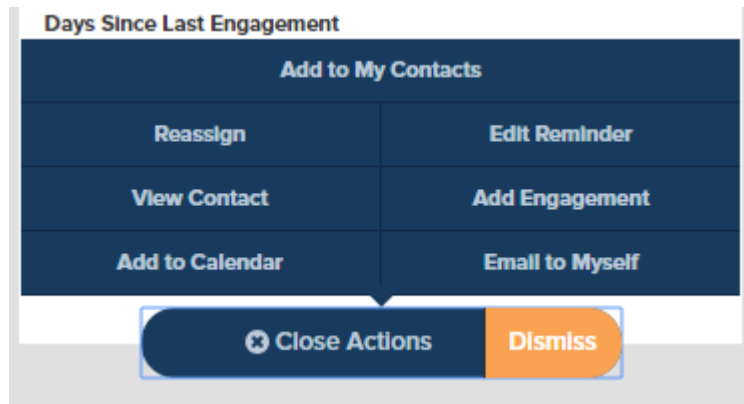 Days Since Last Engagement
Add to My Contacts
Reassign
Edit Reminder
View Contact
Add Engagement
Add to Calendar
Email to Myself
Close Actions
Dismiss